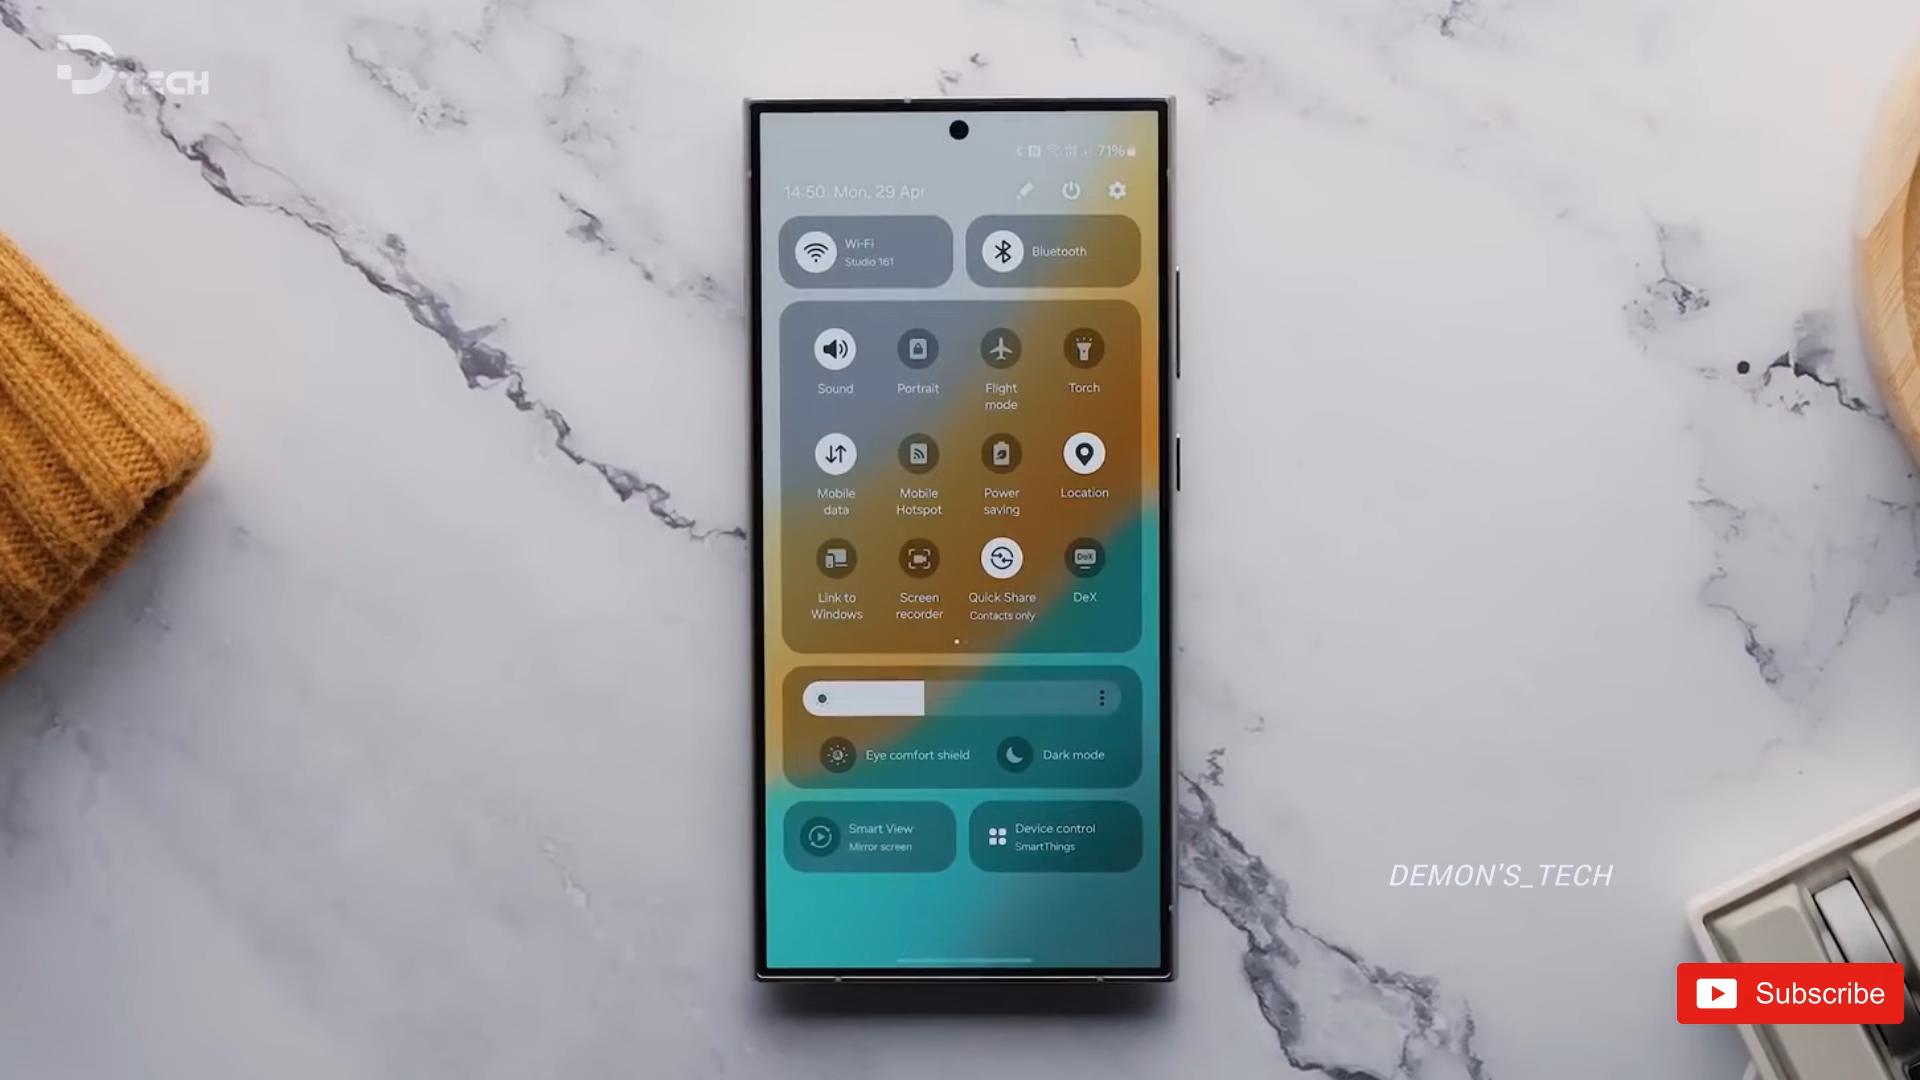 D TECH
71%
14:50 Mon, 29 Apr
Wi-Fi
Studio 161
Bluetooth
Sound
Portrait
Flight
mode
Torch
Mobile
data
Mobile
Hotspot
Power
saving
Location
Link to
Windows
Screen
recorder
Quick Share
Contacts only
DeX
DeX
Eye comfort shield
Dark mode
Smart View
Mirror screen
Device control
SmartThings
DEMON'S_TECH
Subscribe